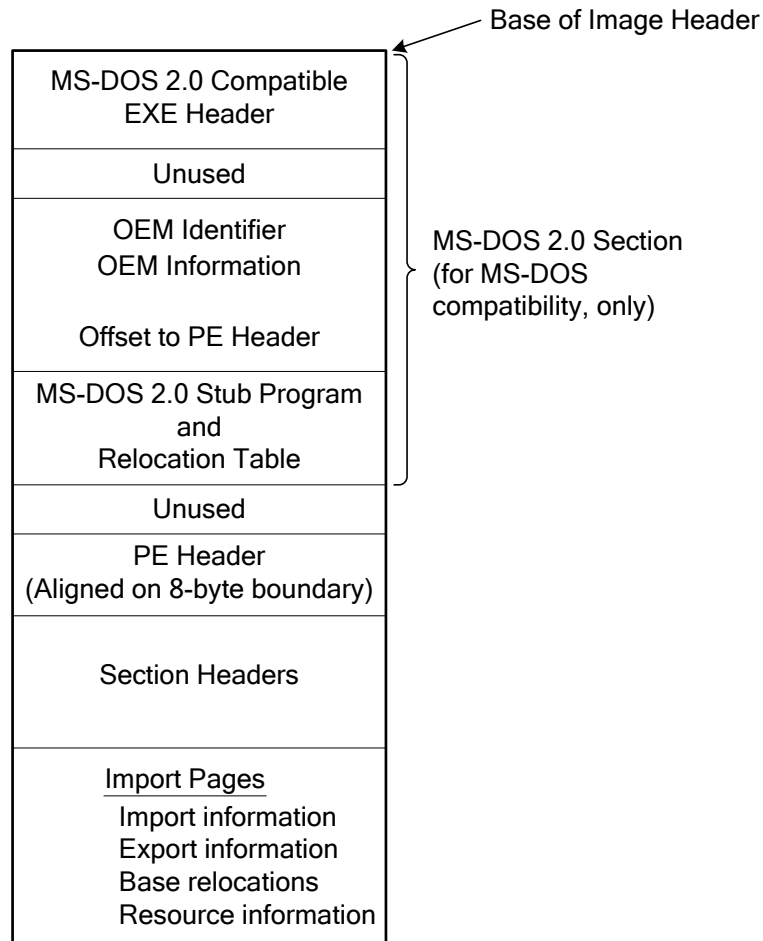 Base of Image Header
MS-DOS 2.0 Compatible
EXE Header
Unused
OEM Identifier
OEM Information
Offset to PE Header
MS-DOS 2.0 Section
(for MS-DOS
compatibility, only)
MS-DOS 2.0 Stub Program
and
Relocation Table
Unused
PE Header
(Aligned on 8-byte boundary)
Section Headers
Import Pages
Import information
Export information
Base relocations
Resource information